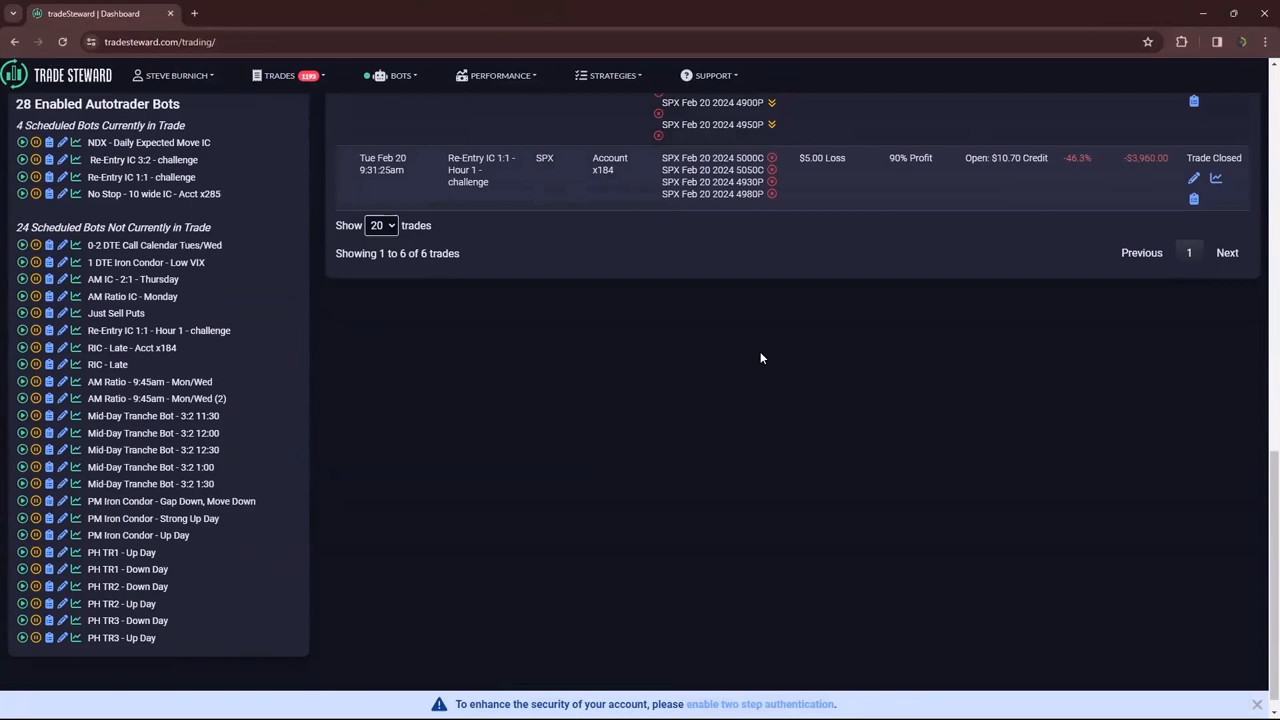 tradeSteward | Dashboard
tradesteward.com/trading/
TRADE STEWARD
STEVE BURNICH
TRADES 1193
BOTS
PERFORMANCE
STRATEGIES
SUPPORT
28 Enabled Autotrader Bots
4 Scheduled Bots Currently in Trade
NDX - Daily Expected Move IC
Re-Entry IC 3:2 - challenge
Re-Entry IC 1:1 - challenge
No Stop - 10 wide IC - Acct x285
24 Scheduled Bots Not Currently in Trade
0-2 DTE Call Calendar Tues/Wed
1 DTE Iron Condor - Low VIX
AM IC - 2:1 - Thursday
AM Ratio IC - Monday
Just Sell Puts
Re-Entry IC 1:1 - Hour 1 - challenge
RIC - Late - Acct x184
RIC - Late
AM Ratio - 9:45am - Mon/Wed
AM Ratio - 9:45am - Mon/Wed (2)
Mid-Day Tranche Bot - 3:2 11:30
Mid-Day Tranche Bot - 3:2 12:00
Mid-Day Tranche Bot - 3:2 12:30
Mid-Day Tranche Bot - 3:2 1:00
Mid-Day Tranche Bot - 3:2 1:30
PM Iron Condor - Gap Down, Move Down
PM Iron Condor - Strong Up Day
PM Iron Condor - Up Day
PH TR1 - Up Day
PH TR1 - Down Day
PH TR2 - Down Day
PH TR2 - Up Day
PH TR3 - Down Day
PH TR3 - Up Day
SPX Feb 20 2024 4900P
SPX Feb 20 2024 4950P
Tue Feb 20
9:31:25am
Re-Entry IC 1:1 -
Hour 1 -
challenge
SPX
Account
x184
SPX Feb 20 2024 5000C
SPX Feb 20 2024 5050C
SPX Feb 20 2024 4930P
SPX Feb 20 2024 4980P
$5.00 Loss
90% Profit
Open: $10.70 Credit
-46.3%
-$3,960.00
Trade Closed
Show 20 trades
Showing 1 to 6 of 6 trades
Previous 1 Next
To enhance the security of your account, please enable two step authentication.